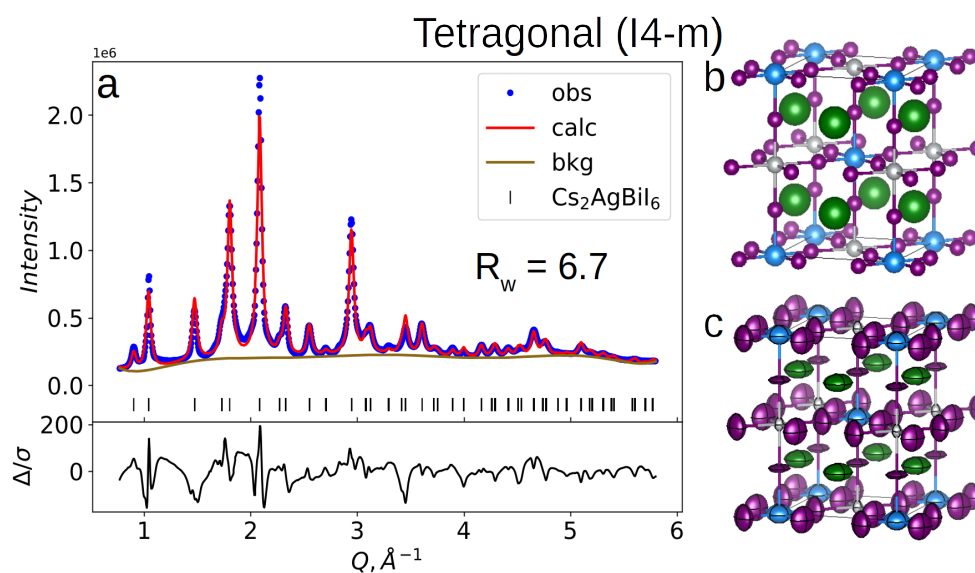 Tetragonal (I4-m)
1e6
a
b
obs
calc
bkg
Cs₂AgBiI₆
R_w = 6.7
2.0
1.5
1.0
0.5
0.0
Intensity
c
200
0
Δ/σ
1 2 3 4 5 6
Q, Å⁻¹